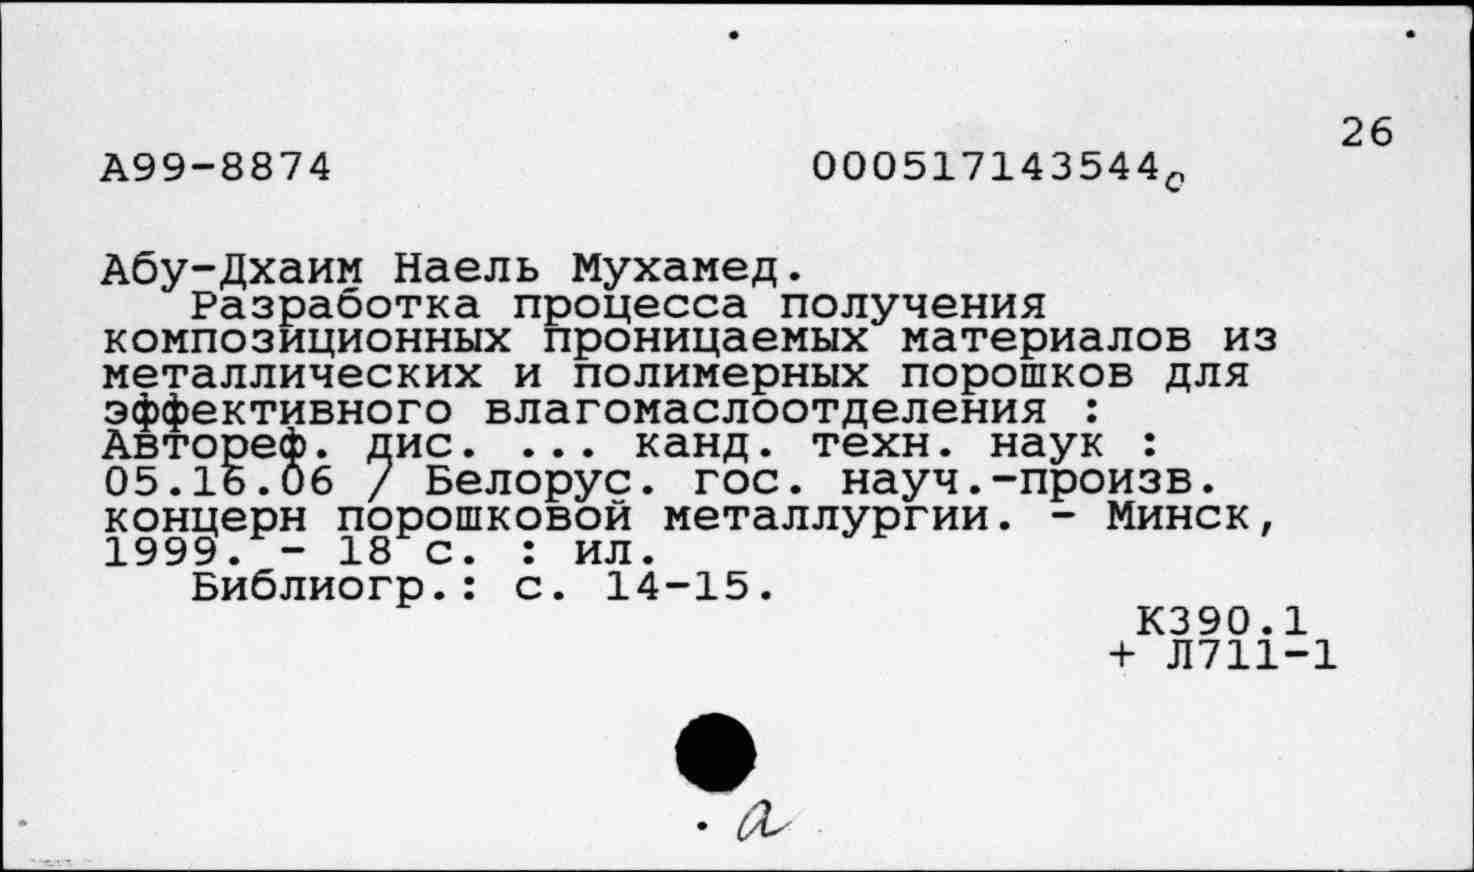 26
А99-8874 000517143544с
Абу-Дхаим Наель Мухамед.
Разработка процесса получения
композиционных проницаемых материалов из
металлических и полимерных порошков для
эффективного влагомаслоотделения :
Автореф. дис. ... канд. техн. наук :
05.16.06 / Белорус. гос. науч.-произв.
концерн порошковой металлургии. - Минск,
1999. - 18 с. : ил.
Библиогр.: с. 14-15.
К390.1
+ Л711-1
а